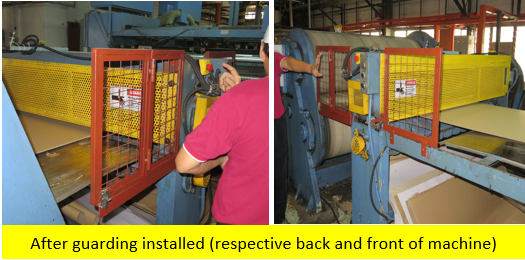 After guarding installed (respective back and front of machine)